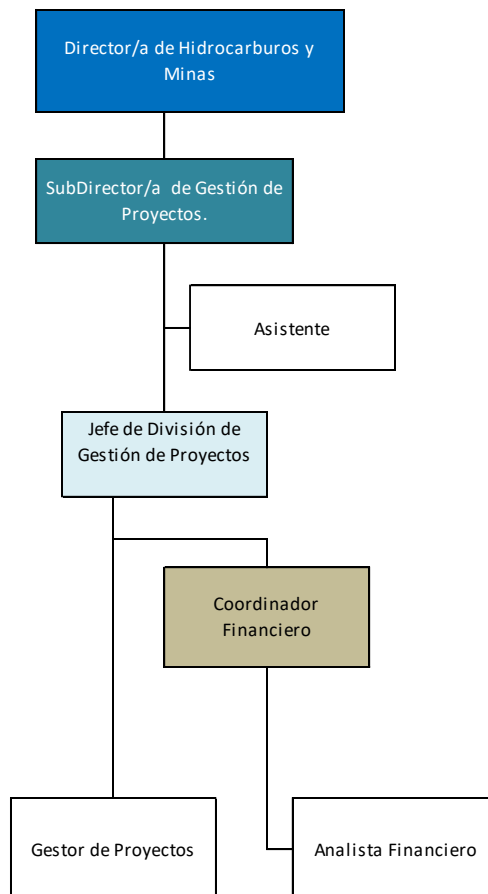 Director/a de Hidrocarburos y
Minas
SubDirector/a de Gestión de
Proyectos.
Asistente
Jefe de División de
Gestión de Proyectos
Coordinador
Financiero
Gestor de Proyectos
Analista Financiero